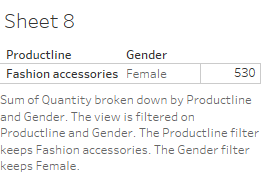 Sheet 8
Productline Gender
Fashion accessories Female 530
Sum of Quantity broken down by Productline
and Gender. The view is filtered on
Productline and Gender. The Productline filter
keeps Fashion accessories. The Gender filter
keeps Female.